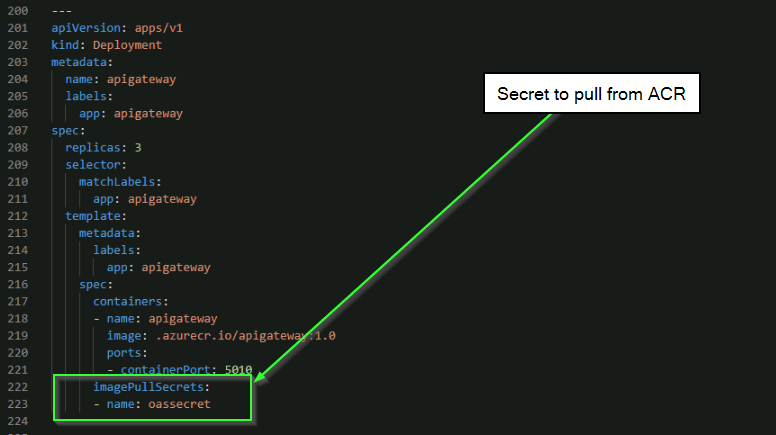 200 ---
201 apiVersion: apps/v1
202 kind: Deployment
203 metadata:
204   name: apigateway
205   labels:
206     app: apigateway
207 spec:
208   replicas: 3
209   selector:
210     matchLabels:
211       app: apigateway
212   template:
213     metadata:
214       labels:
215         app: apigateway
216     spec:
217       containers:
218       - name: apigateway
219         image: .azurecr.io/apigateway:1.0
220         ports:
221         - containerPort: 5010
222       imagePullSecrets:
223       - name: oassecret
224
Secret to pull from ACR